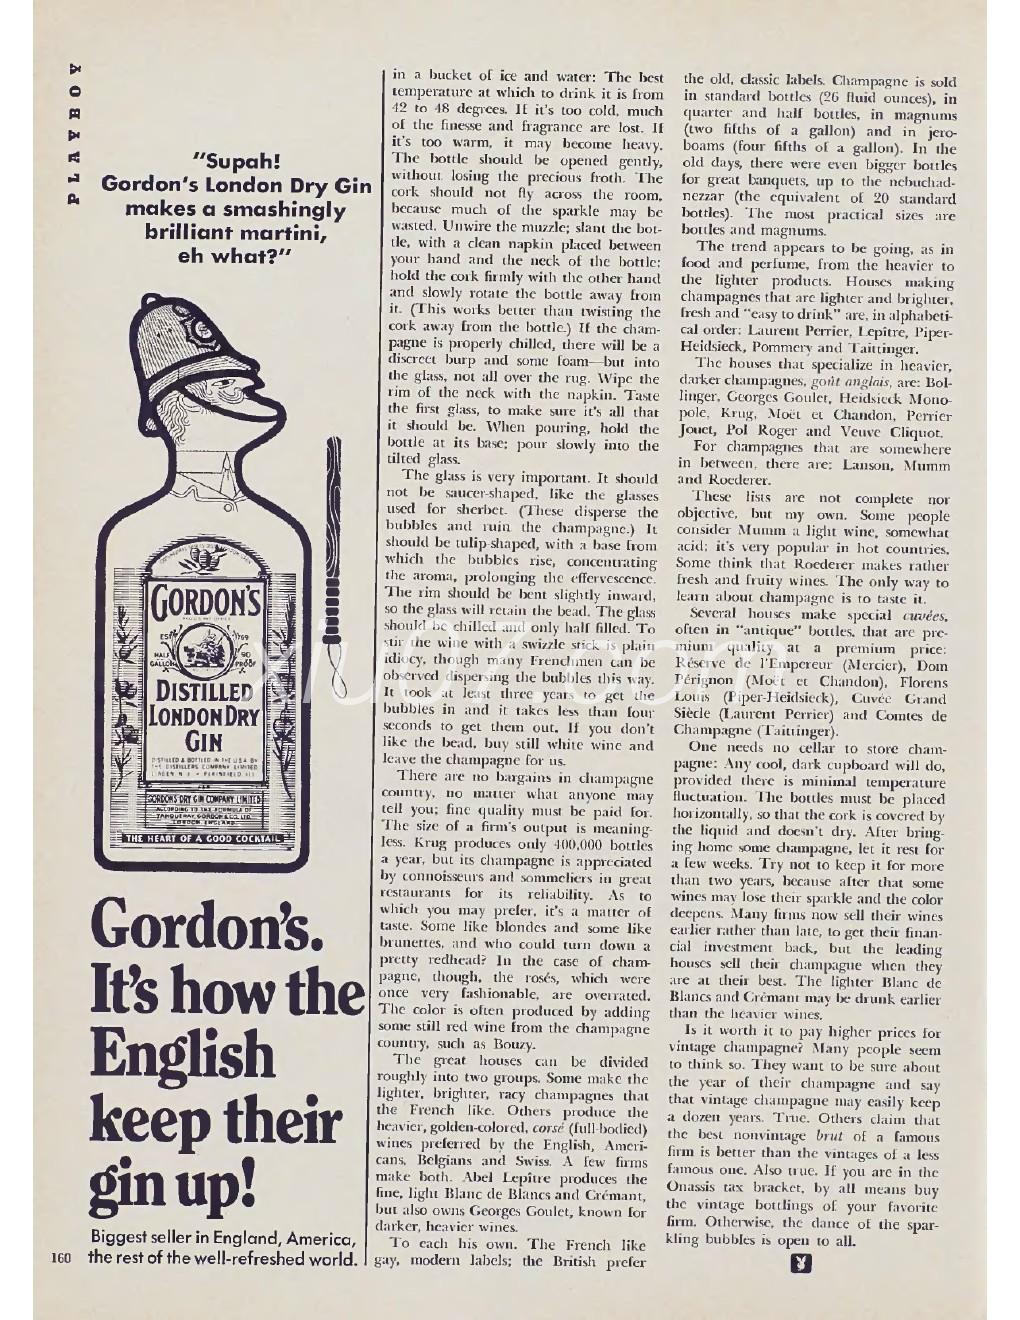 PLAYBOY
"Supah!
Gordon's London Dry Gin
makes a smashingly
brilliant martini,
eh what?"
GORDON'S
ESTD 1769
HALF GALLON
90 PROOF
DISTILLED
LONDON DRY
GIN
DISTILLED & BOTTLED IN THE U.S.A. BY
THE DISTILLERS COMPANY LIMITED
LINDEN N.J. • PLAINFIELD ILL
GORDON'S DRY GIN COMPANY LIMITED
ACCORDING TO THE FORMULA OF
TANQUERAY, GORDON & CO. LTD.
LONDON, ENGLAND
THE HEART OF A GOOD COCKTAIL
Gordon's.
It's how the
English
keep their
gin up!
Biggest seller in England, America,
the rest of the well-refreshed world.
160
in a bucket of ice and water: The best
temperature at which to drink it is from
42 to 48 degrees. If it's too cold, much
of the finesse and fragrance are lost. If
it's too warm, it may become heavy.
The bottle should be opened gently,
without losing the precious froth. The
cork should not fly across the room,
because much of the sparkle may be
wasted. Unwire the muzzle; slant the bot-
tle, with a clean napkin placed between
your hand and the neck of the bottle;
hold the cork firmly with the other hand
and slowly rotate the bottle away from
it. (This works better than twisting the
cork away from the bottle.) If the cham-
pagne is properly chilled, there will be a
discreet burp and some foam—but into
the glass, not all over the rug. Wipe the
rim of the neck with the napkin. Taste
the first glass, to make sure it's all that
it should be. When pouring, hold the
bottle at its base; pour slowly into the
tilted glass.
The glass is very important. It should
not be saucer-shaped, like the glasses
used for sherbet. (These disperse the
bubbles and ruin the champagne.) It
should be tulip-shaped, with a base from
which the bubbles rise, concentrating
the aroma, prolonging the effervescence.
The rim should be bent slightly inward,
so the glass will retain the bead. The glass
should be chilled and only half filled. To
stir the wine with a swizzle stick is plain
idiocy, though many Frenchmen can be
observed dispersing the bubbles this way.
It took at least three years to get the
bubbles in and it takes less than four
seconds to get them out. If you don't
like the bead, buy still white wine and
leave the champagne for us.
There are no bargains in champagne
country, no matter what anyone may
tell you; fine quality must be paid for.
The size of a firm's output is meaning-
less. Krug produces only 400,000 bottles
a year, but its champagne is appreciated
by connoisseurs and sommeliers in great
restaurants for its reliability. As to
which you may prefer, it's a matter of
taste. Some like blondes and some like
brunettes, and who could turn down a
pretty redhead? In the case of cham-
pagne, though, the rosés, which were
once very fashionable, are overrated.
The color is often produced by adding
some still red wine from the champagne
country, such as Bouzy.
The great houses can be divided
roughly into two groups. Some make the
lighter, brighter, racy champagnes that
the French like. Others produce the
heavier, golden-colored, corsé (full-bodied)
wines preferred by the English, Ameri-
cans, Belgians and Swiss. A few firms
make both. Abel Lepitre produces the
fine, light Blanc de Blancs and Crémant,
but also owns Georges Goulet, known for
darker, heavier wines.
To each his own. The French like
gay, modern labels; the British prefer
the old, classic labels. Champagne is sold
in standard bottles (26 fluid ounces), in
quarter and half bottles, in magnums
(two fifths of a gallon) and in jero-
boams (four fifths of a gallon). In the
old days, there were even bigger bottles
for great banquets, up to the nebuchad-
nezzar (the equivalent of 20 standard
bottles). The most practical sizes are
bottles and magnums.
The trend appears to be going, as in
food and perfume, from the heavier to
the lighter products. Houses making
champagnes that are lighter and brighter,
fresh and "easy to drink" are, in alphabeti-
cal order: Laurent Perrier, Lepitre, Piper-
Heidsieck, Pommery and Taittinger.
The houses that specialize in heavier,
darker champagnes, goût anglais, are: Bol-
linger, Georges Goulet, Heidsieck Mono-
pole, Krug, Moët et Chandon, Perrier
Jouet, Pol Roger and Veuve Cliquot.
For champagnes that are somewhere
in between, there are: Lanson, Mumm
and Roederer.
These lists are not complete nor
objective, but my own. Some people
consider Mumm a light wine, somewhat
acid; it's very popular in hot countries.
Some think that Roederer makes rather
fresh and fruity wines. The only way to
learn about champagne is to taste it.
Several houses make special cuvées,
often in "antique" bottles, that are pre-
mium quality at a premium price:
Réserve de l'Empereur (Mercier), Dom
Pérignon (Moët et Chandon), Florens
Louis (Piper-Heidsieck), Cuvée Grand
Siècle (Laurent Perrier) and Comtes de
Champagne (Taittinger).
One needs no cellar to store cham-
pagne: Any cool, dark cupboard will do,
provided there is minimal temperature
fluctuation. The bottles must be placed
horizontally, so that the cork is covered by
the liquid and doesn't dry. After bring-
ing home some champagne, let it rest for
a few weeks. Try not to keep it for more
than two years, because after that some
wines may lose their sparkle and the color
deepens. Many firms now sell their wines
earlier rather than late, to get their finan-
cial investment back, but the leading
houses sell their champagne when they
are at their best. The lighter Blanc de
Blancs and Crémant may be drunk earlier
than the heavier wines.
Is it worth it to pay higher prices for
vintage champagne? Many people seem
to think so. They want to be sure about
the year of their champagne and say
that vintage champagne may easily keep
a dozen years. True. Others claim that
the best nonvintage brut of a famous
firm is better than the vintages of a less
famous one. Also true. If you are in the
Onassis tax bracket, by all means buy
the vintage bottlings of your favorite
firm. Otherwise, the dance of the spar-
kling bubbles is open to all.